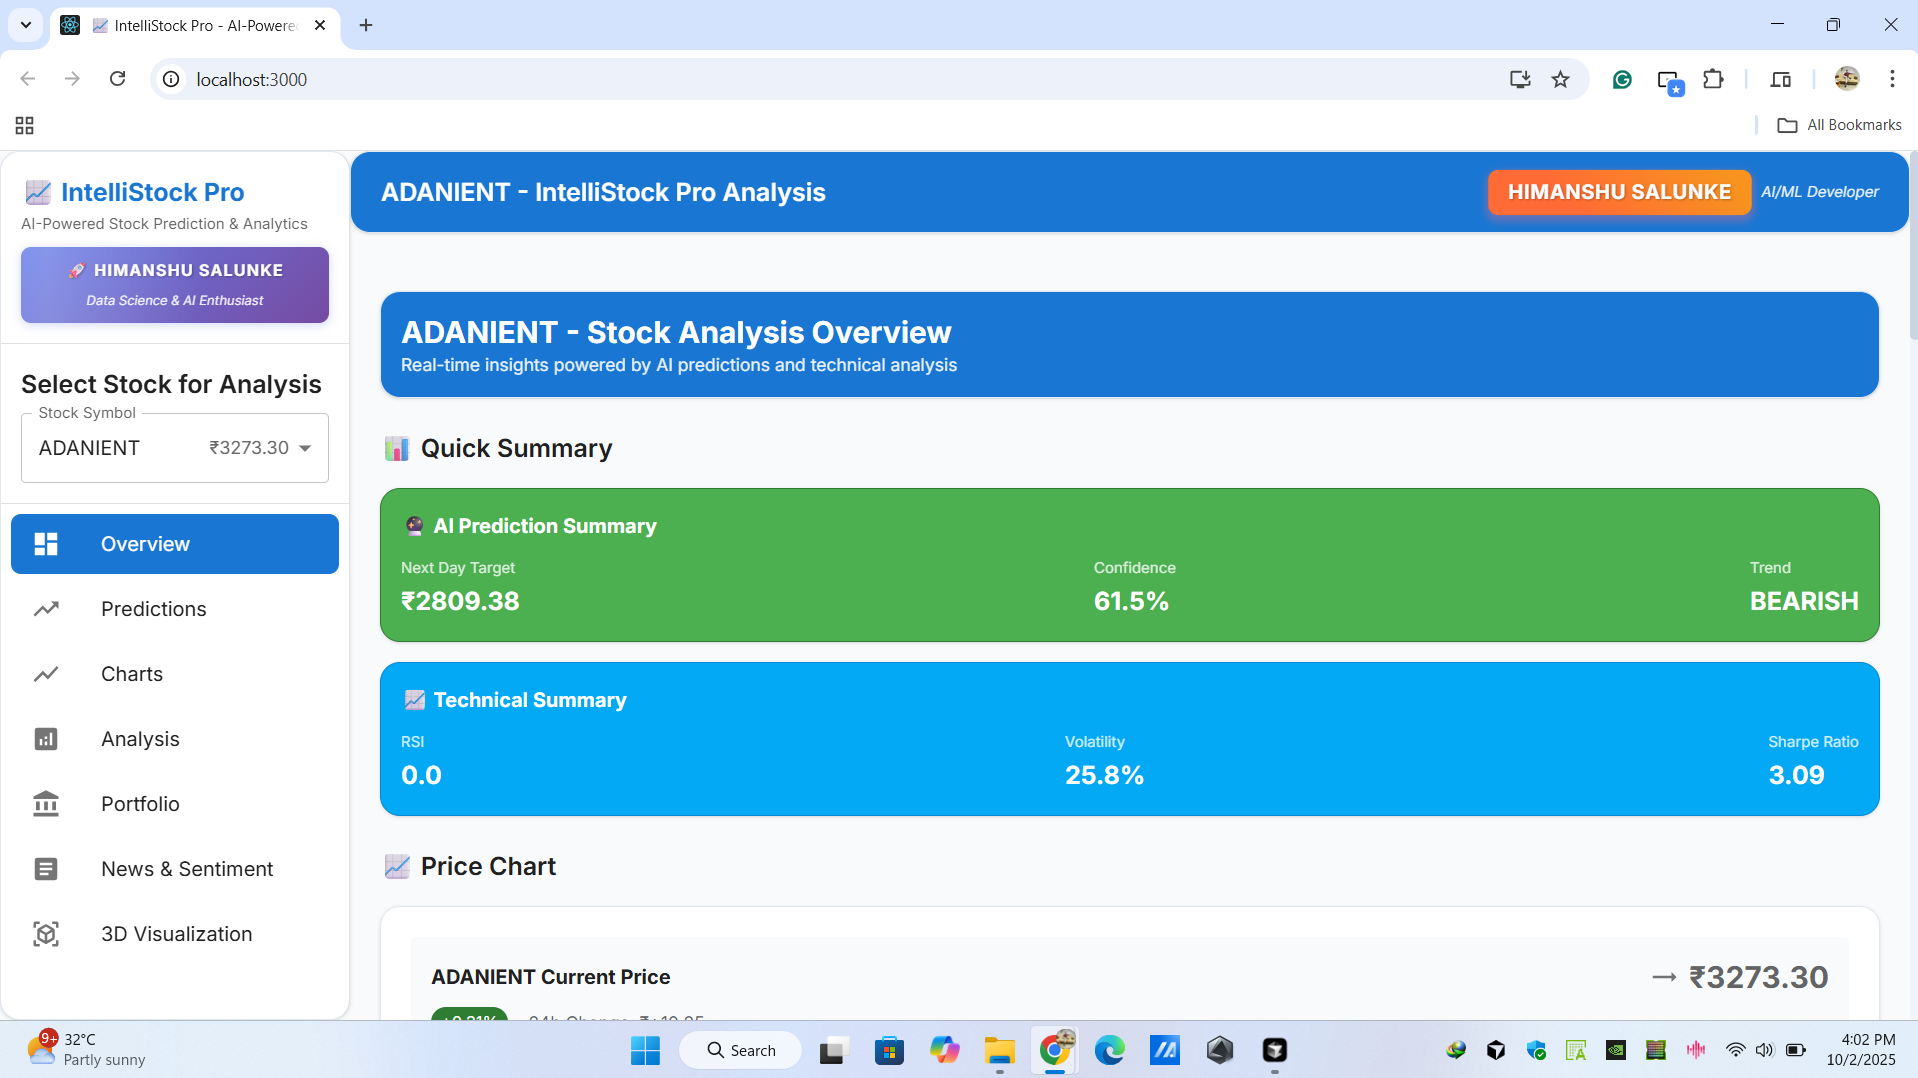 IntelliStock Pro - AI-Powere
localhost:3000
All Bookmarks
IntelliStock Pro
AI-Powered Stock Prediction & Analytics
HIMANSHU SALUNKE
Data Science & AI Enthusiast
Select Stock for Analysis
Stock Symbol
ADANIENT ₹3273.30
Overview
Predictions
Charts
Analysis
Portfolio
News & Sentiment
3D Visualization
ADANIENT - IntelliStock Pro Analysis
HIMANSHU SALUNKE AI/ML Developer
ADANIENT - Stock Analysis Overview
Real-time insights powered by AI predictions and technical analysis
Quick Summary
AI Prediction Summary
Next Day Target Confidence Trend
₹2809.38 61.5% BEARISH
Technical Summary
RSI Volatility Sharpe Ratio
0.0 25.8% 3.09
Price Chart
ADANIENT Current Price → ₹3273.30
9+ 32°C
Partly sunny
Search
4:02 PM
10/2/2025